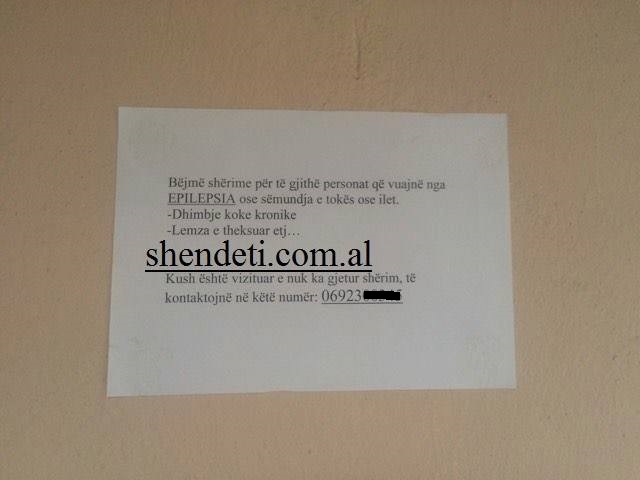 Bëjmë shërime për të gjithë personat që vuajnë nga
EPILEPSIA ose sëmundja e tokës ose ilet.
-Dhimbje koke kronike
-Lemza e theksuar etj…
shendeti.com.al
Kush është vizituar e nuk ka gjetur shërim, të
kontaktojnë në këtë numër: 0692